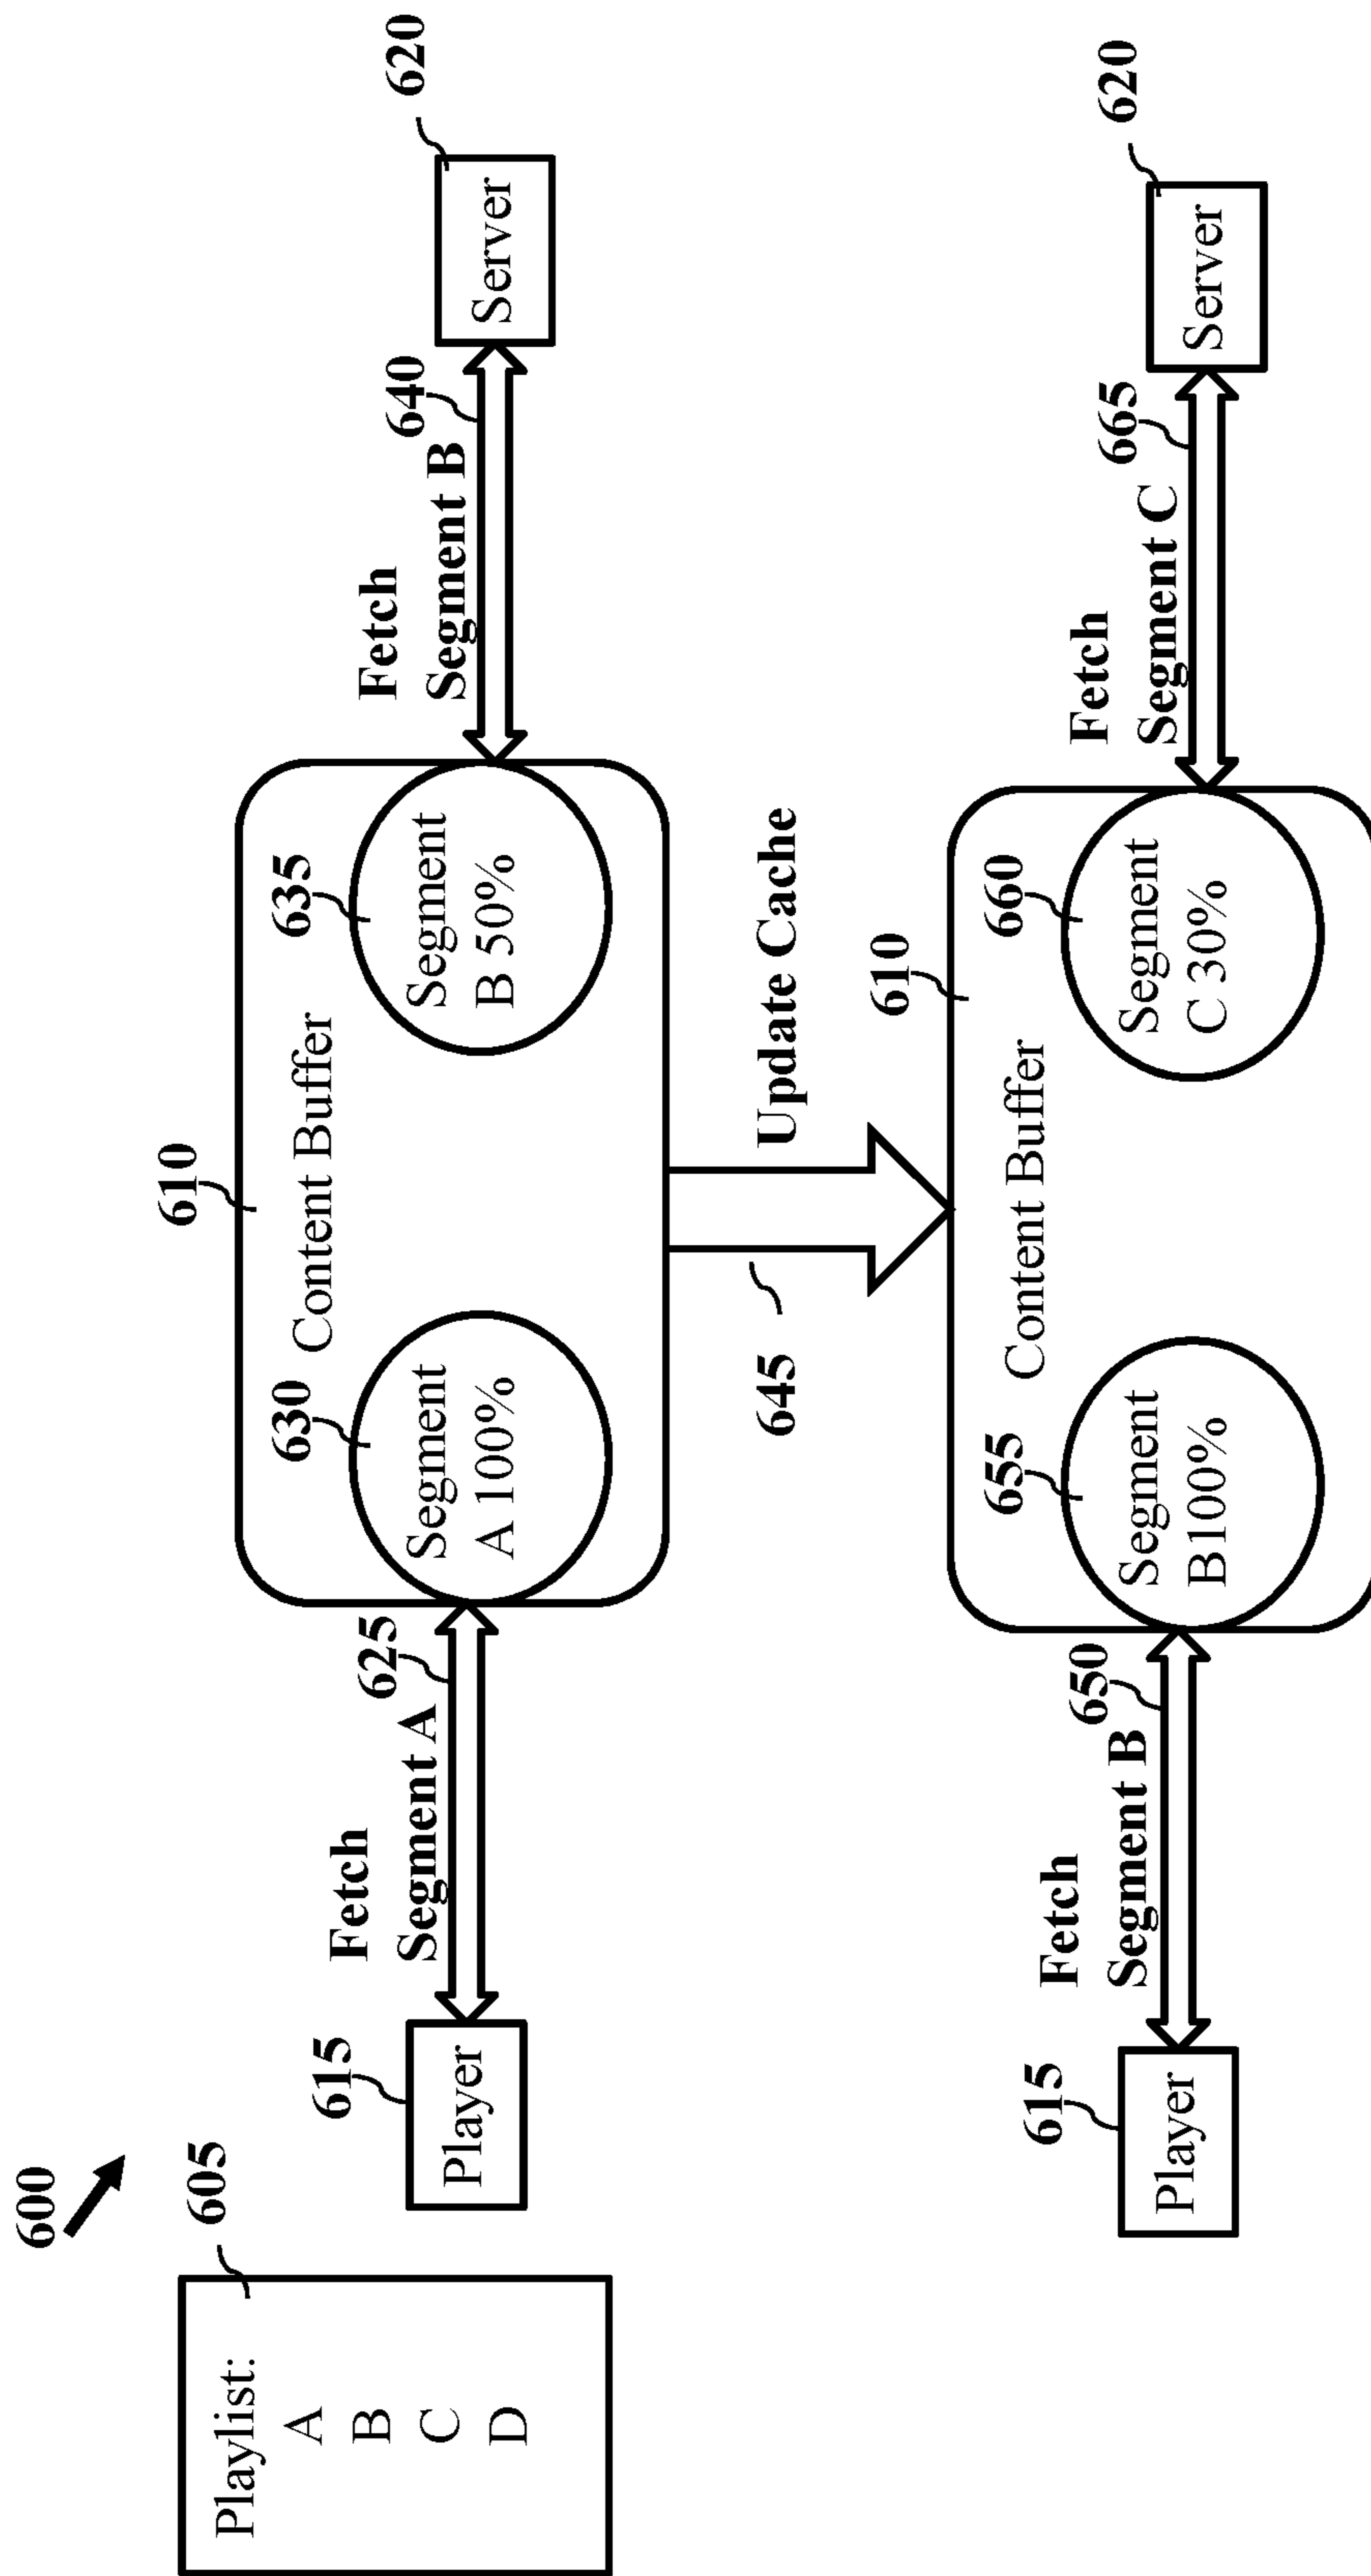 600
605
Playlist:
A
B
C
D
615
Player
Fetch
Segment A
625
610
Content Buffer
630
Segment
A 100%
635
Segment
B 50%
Fetch
Segment B
640
620
Server
645
Update Cache
615
Player
Fetch
Segment B
650
610
Content Buffer
655
Segment
B100%
660
Segment
C 30%
Fetch
Segment C
665
620
Server